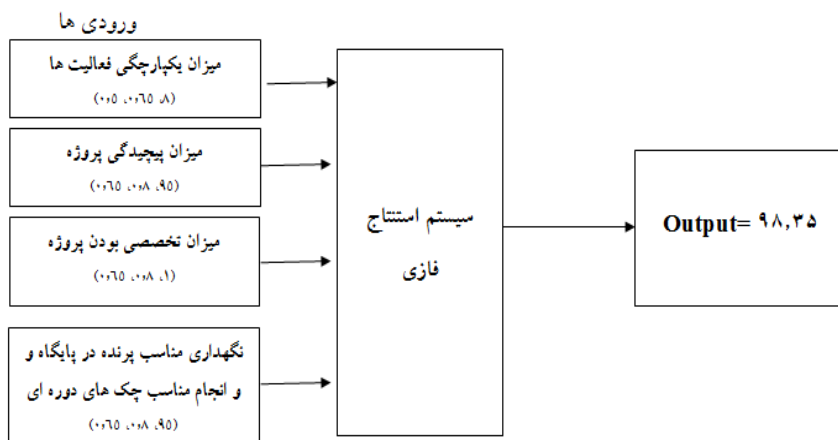 ورودی ها
میزان یکپارچگی فعالیت ها
(۰,۵ ،۰,۶۵ ،۸)
میزان پیچیدگی پروژه
(۰,۶۵ ،۰,۸ ،۹۵)
میزان تخصصی بودن پروژه
(۰,۶۵ ،۰,۸ ،۱)
نگهداری مناسب پرنده در پایگاه و
و انجام مناسب چک های دوره ای
(۰,۶۵ ،۰,۸ ،۹۵)
سیستم استنتاج
فازی
Output= ۹۸,۳۵